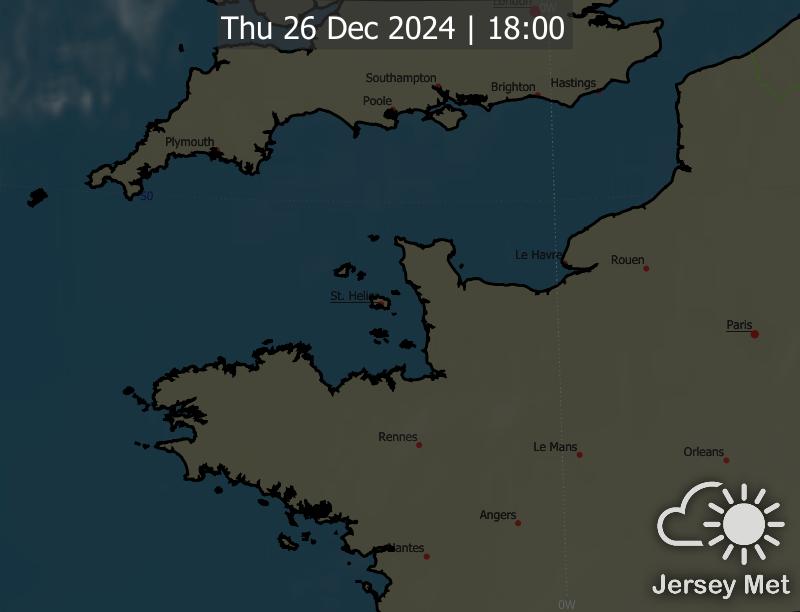 London
0W
Thu 26 Dec 2024 | 18:00
Southampton
Brighton
Hastings
Poole
Plymouth
50
Le Havre
Rouen
St. Helier
Paris
Rennes
Le Mans
Orleans
Angers
Nantes
Jersey Met
0W